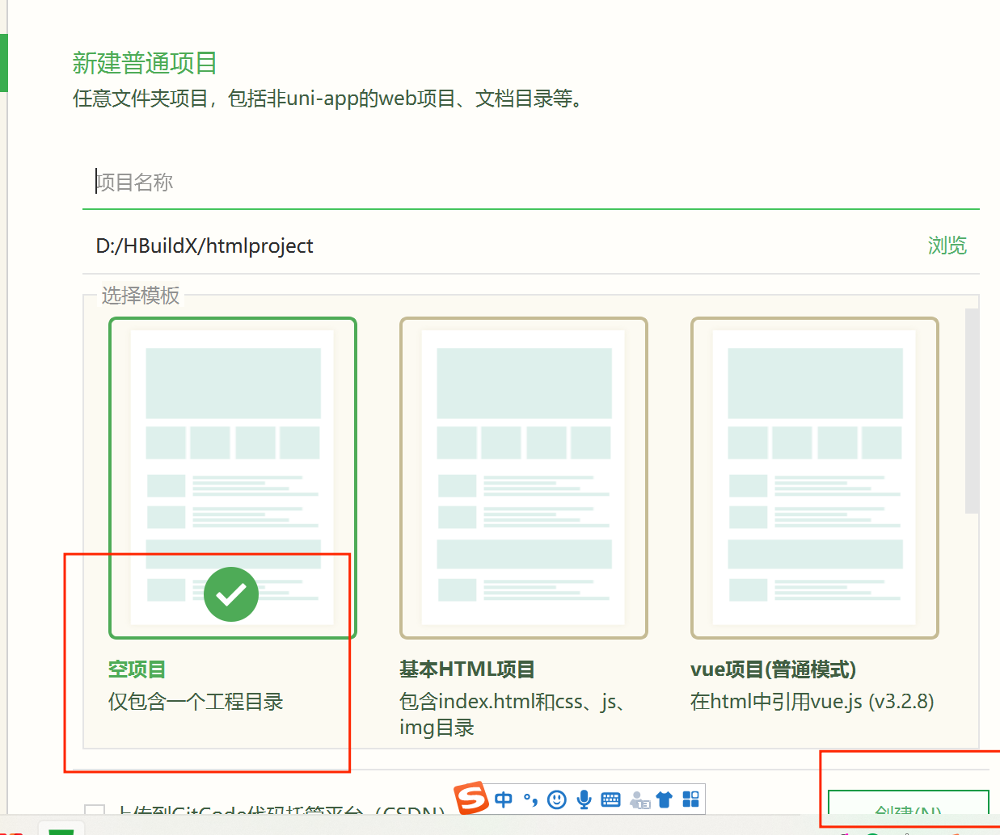 新建普通项目
任意文件夹项目，包括非uni-app的web项目、文档目录等。
项目名称
D:/HBuildX/htmlproject
浏览
选择模板
空项目
仅包含一个工程目录
基本HTML项目
包含index.html和css、js、
img目录
vue项目(普通模式)
在html中引用vue.js (v3.2.8)
上传到GitCode代码托管平台（CSDN）
中
创建(N)